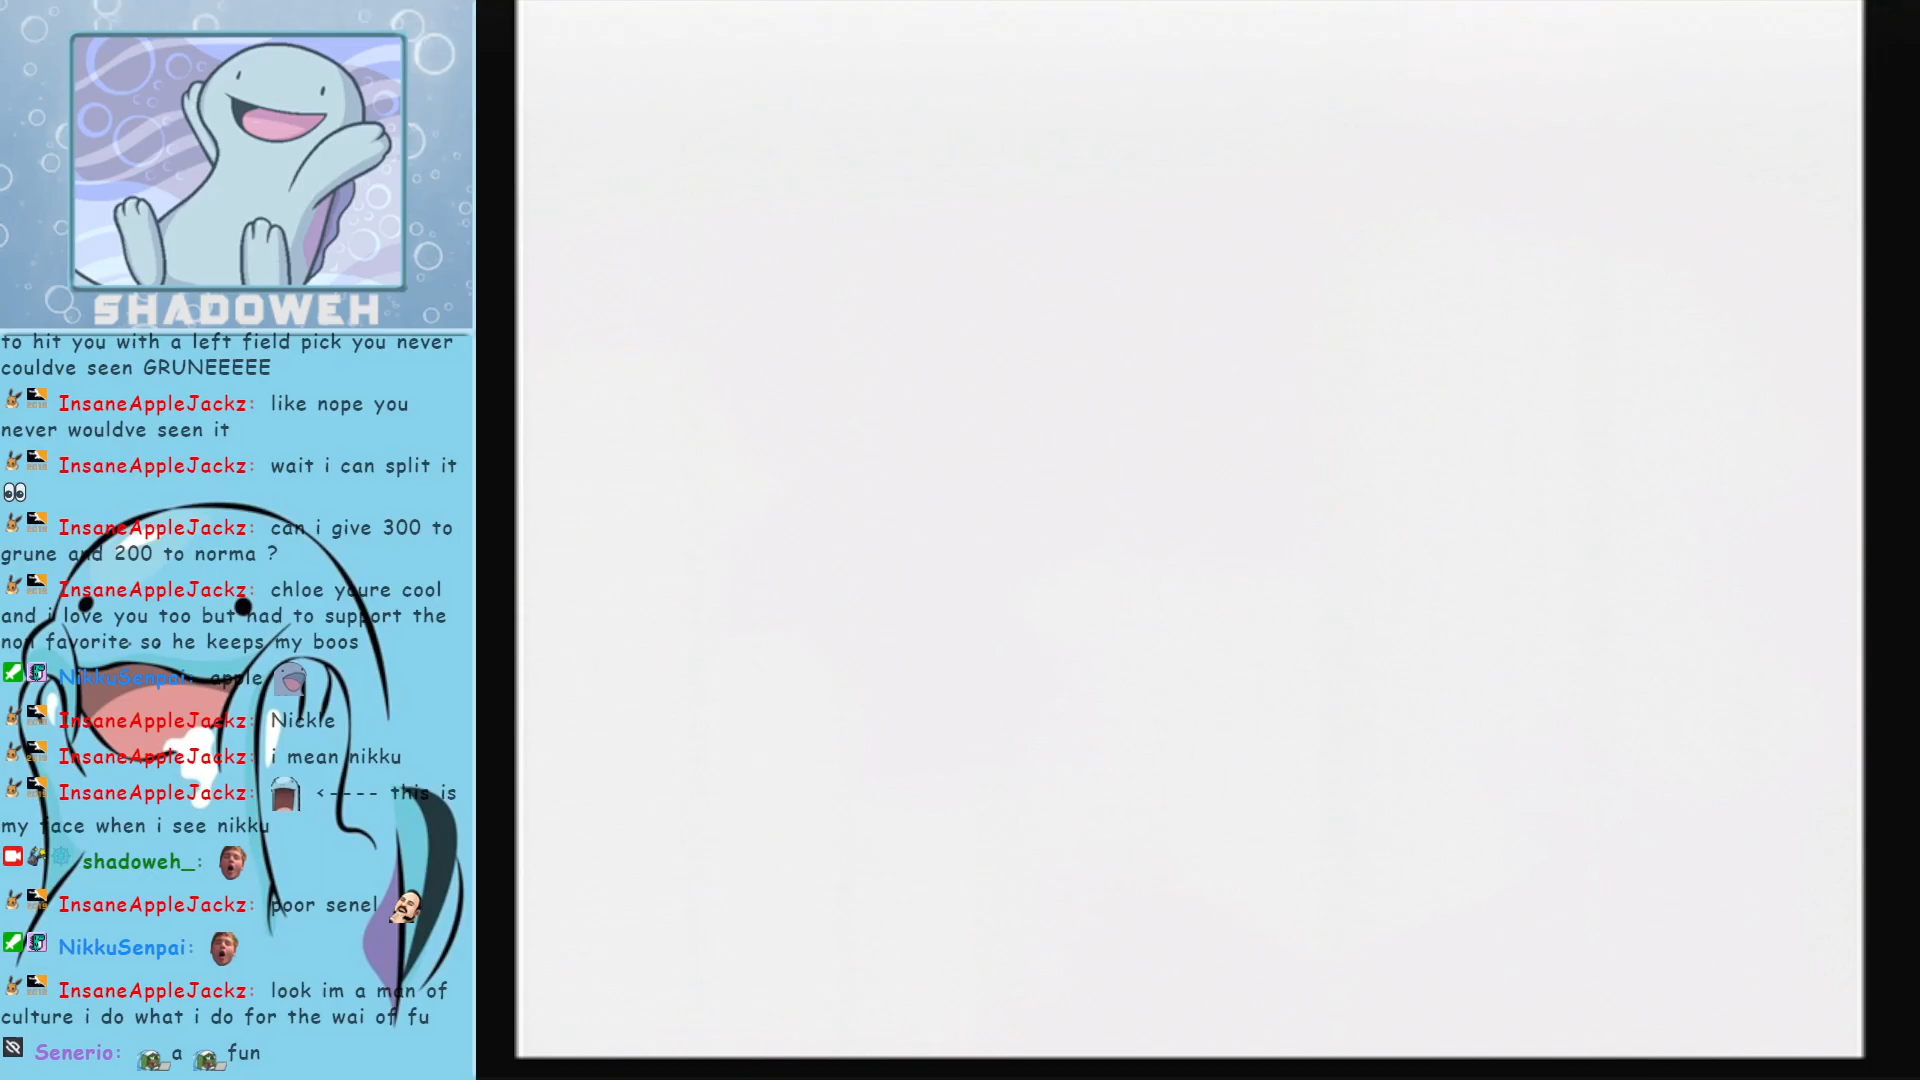 SHADOWEH
to hit you with a left field pick you never
couldve seen GRUNEEEEE
InsaneAppleJackz: like nope you
never wouldve seen it
InsaneAppleJackz: wait i can split it
InsaneAppleJackz: can i give 300 to
grune and 200 to norma ?
InsaneAppleJackz: chloe youre cool
and i love you too but had to support the
non favorite so he keeps my boos
NikkuSenpai: apple
InsaneAppleJackz: Nickle
InsaneAppleJackz: i mean nikku
InsaneAppleJackz: <---- this is
my face when i see nikku
shadoweh_:
InsaneAppleJackz: poor senel
NikkuSenpai:
InsaneAppleJackz: look im a man of
culture i do what i do for the wai of fu
Senerio: a fun